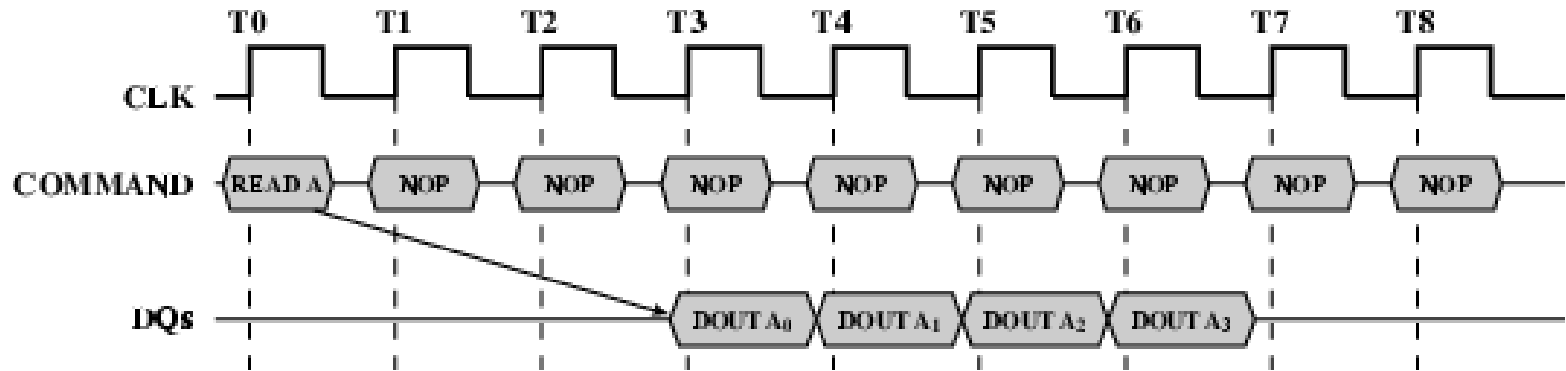 T0 T1 T2 T3 T4 T5 T6 T7 T8
CLK
COMMAND READ A NOP NOP NOP NOP NOP NOP NOP NOP
DQs DOUT A0 DOUT A1 DOUT A2 DOUT A3